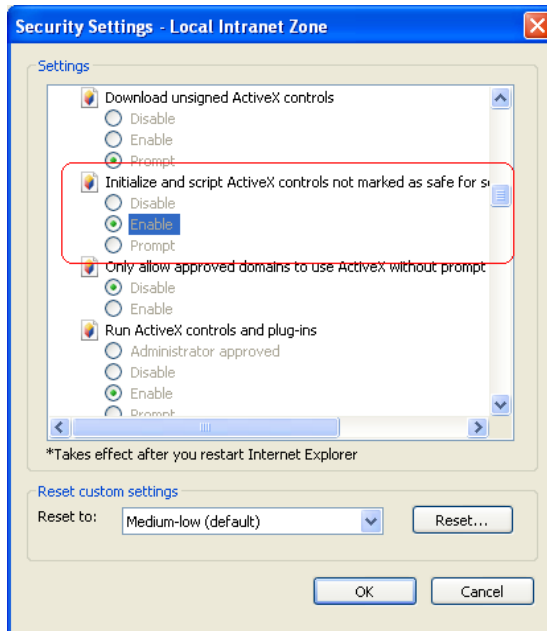 Security Settings - Local Intranet Zone
Settings
Download unsigned ActiveX controls
Disable
Enable
Prompt
Initialize and script ActiveX controls not marked as safe for s
Disable
Enable
Prompt
Only allow approved domains to use ActiveX without prompt
Disable
Enable
Run ActiveX controls and plug-ins
Administrator approved
Disable
Enable
Prompt
*Takes effect after you restart Internet Explorer
Reset custom settings
Reset to: Medium-low (default) Reset...
OK Cancel